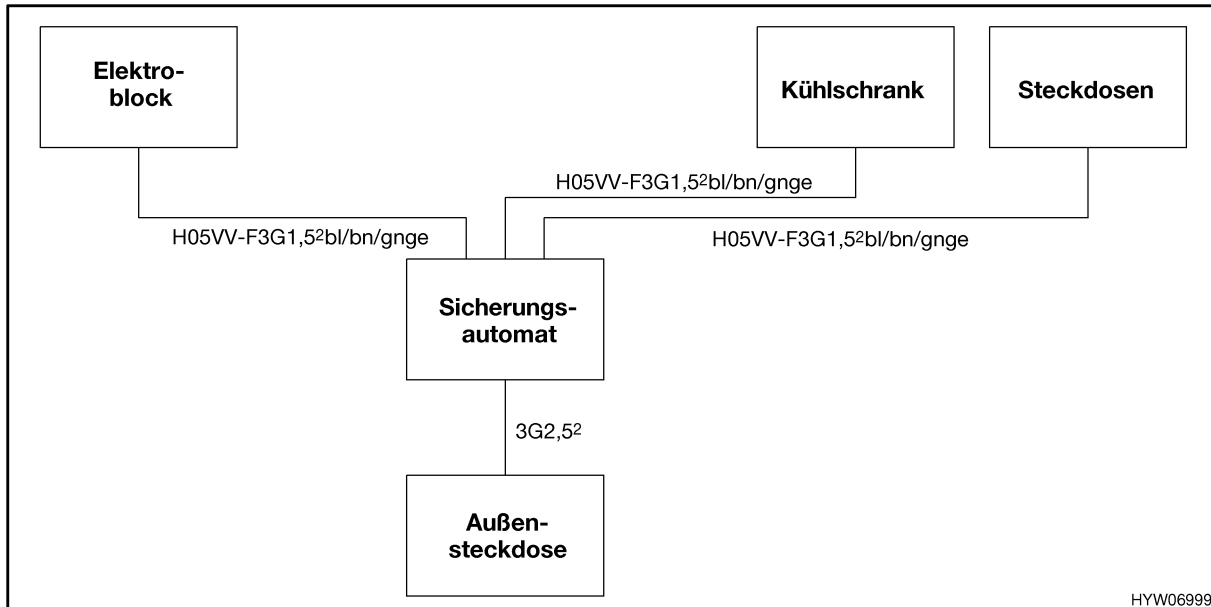 Elektro-
block
Kühlschrank
Steckdosen
H05VV-F3G1,5²bl/bn/gnge
H05VV-F3G1,5²bl/bn/gnge
H05VV-F3G1,5²bl/bn/gnge
Sicherungs-
automat
3G2,5²
Außen-
steckdose
HYW06999